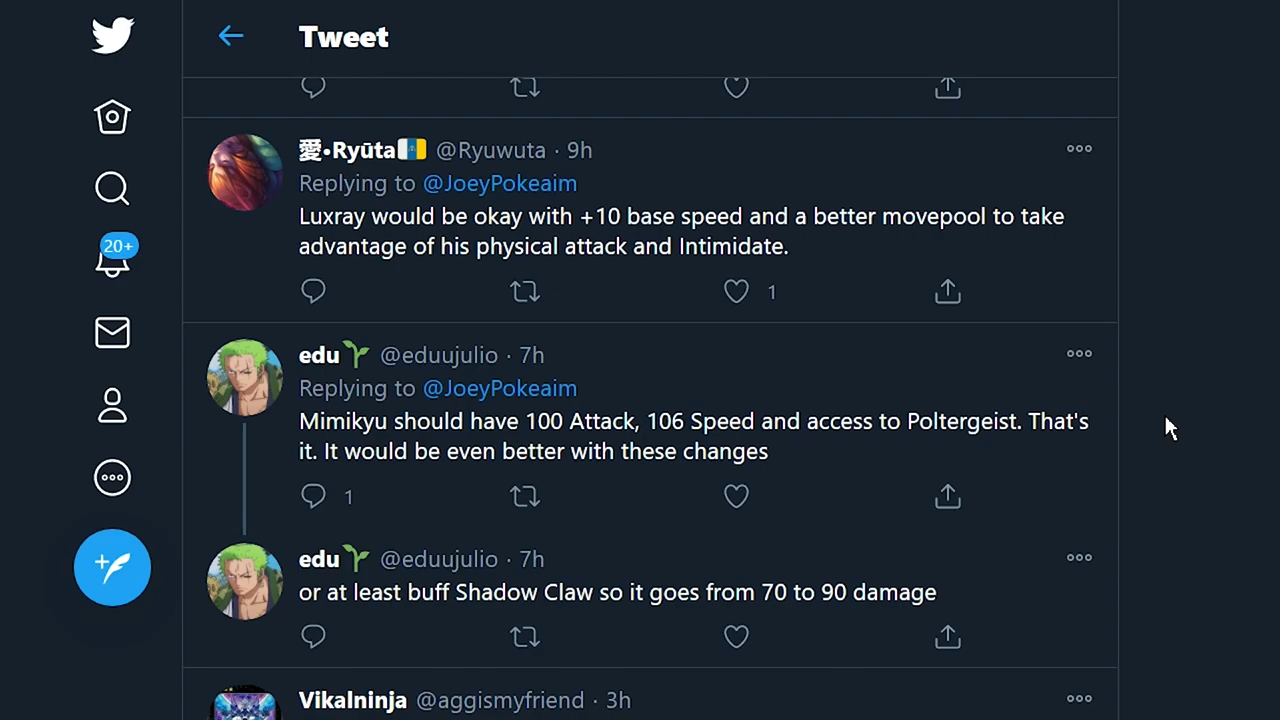 Tweet
愛•Ryūta🇮🇨 @Ryuwuta · 9h
Replying to @JoeyPokeaim
Luxray would be okay with +10 base speed and a better movepool to take
advantage of his physical attack and Intimidate.
1
20+
edu🌱 @eduujulio · 7h
Replying to @JoeyPokeaim
Mimikyu should have 100 Attack, 106 Speed and access to Poltergeist. That's
it. It would be even better with these changes
1
edu🌱 @eduujulio · 7h
or at least buff Shadow Claw so it goes from 70 to 90 damage
Vikalninja @aggismyfriend · 3h